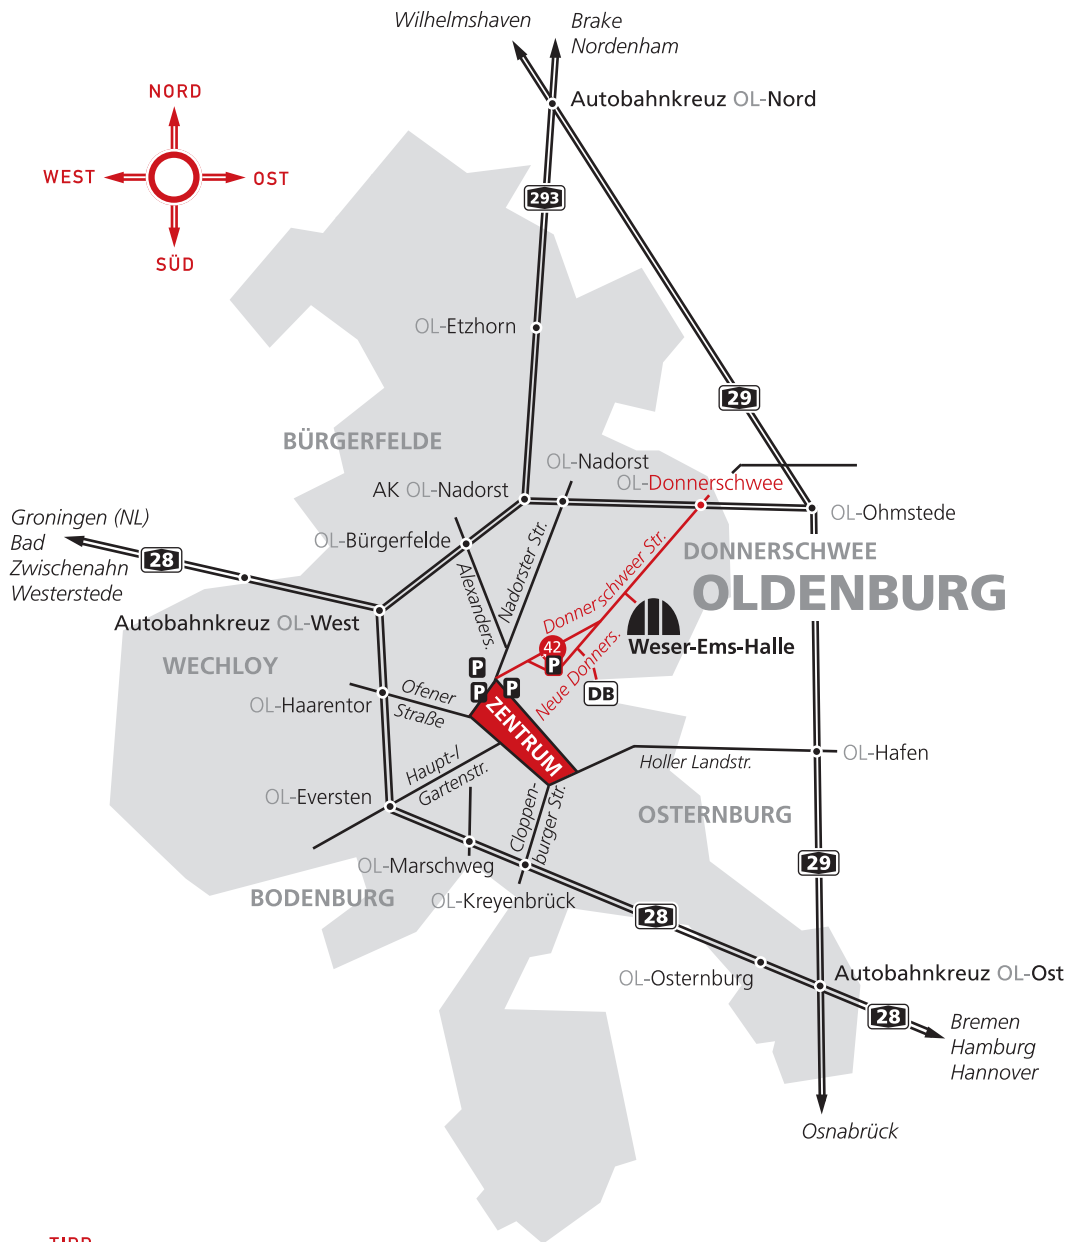 Wilhelmshaven
Brake
Nordenham
Autobahnkreuz OL-Nord
NORD
WEST
OST
SÜD
293
OL-Etzhorn
29
BÜRGERFELDE
OL-Nadorst
AK OL-Nadorst
OL-Donnerschwee
OL-Ohmstede
Groningen (NL)
Bad
Zwischenahn
Westerstede
28
OL-Bürgerfelde
Alexanders.
Nadorster Str.
Donnerschweer Str.
DONNERSCHWEE
OLDENBURG
Autobahnkreuz OL-West
WECHLOY
42
Weser-Ems-Halle
P
P
P
P
Neue Donners.
DB
OL-Haarentor
Ofener
Straße
ZENTRUM
Haupt-/
Gartenstr.
Holler Landstr.
OL-Hafen
OL-Eversten
Cloppen-
burger Str.
OSTERNBURG
OL-Marschweg
29
BODENBURG
OL-Kreyenbrück
28
OL-Osternburg
Autobahnkreuz OL-Ost
28
Bremen
Hamburg
Hannover
Osnabrück